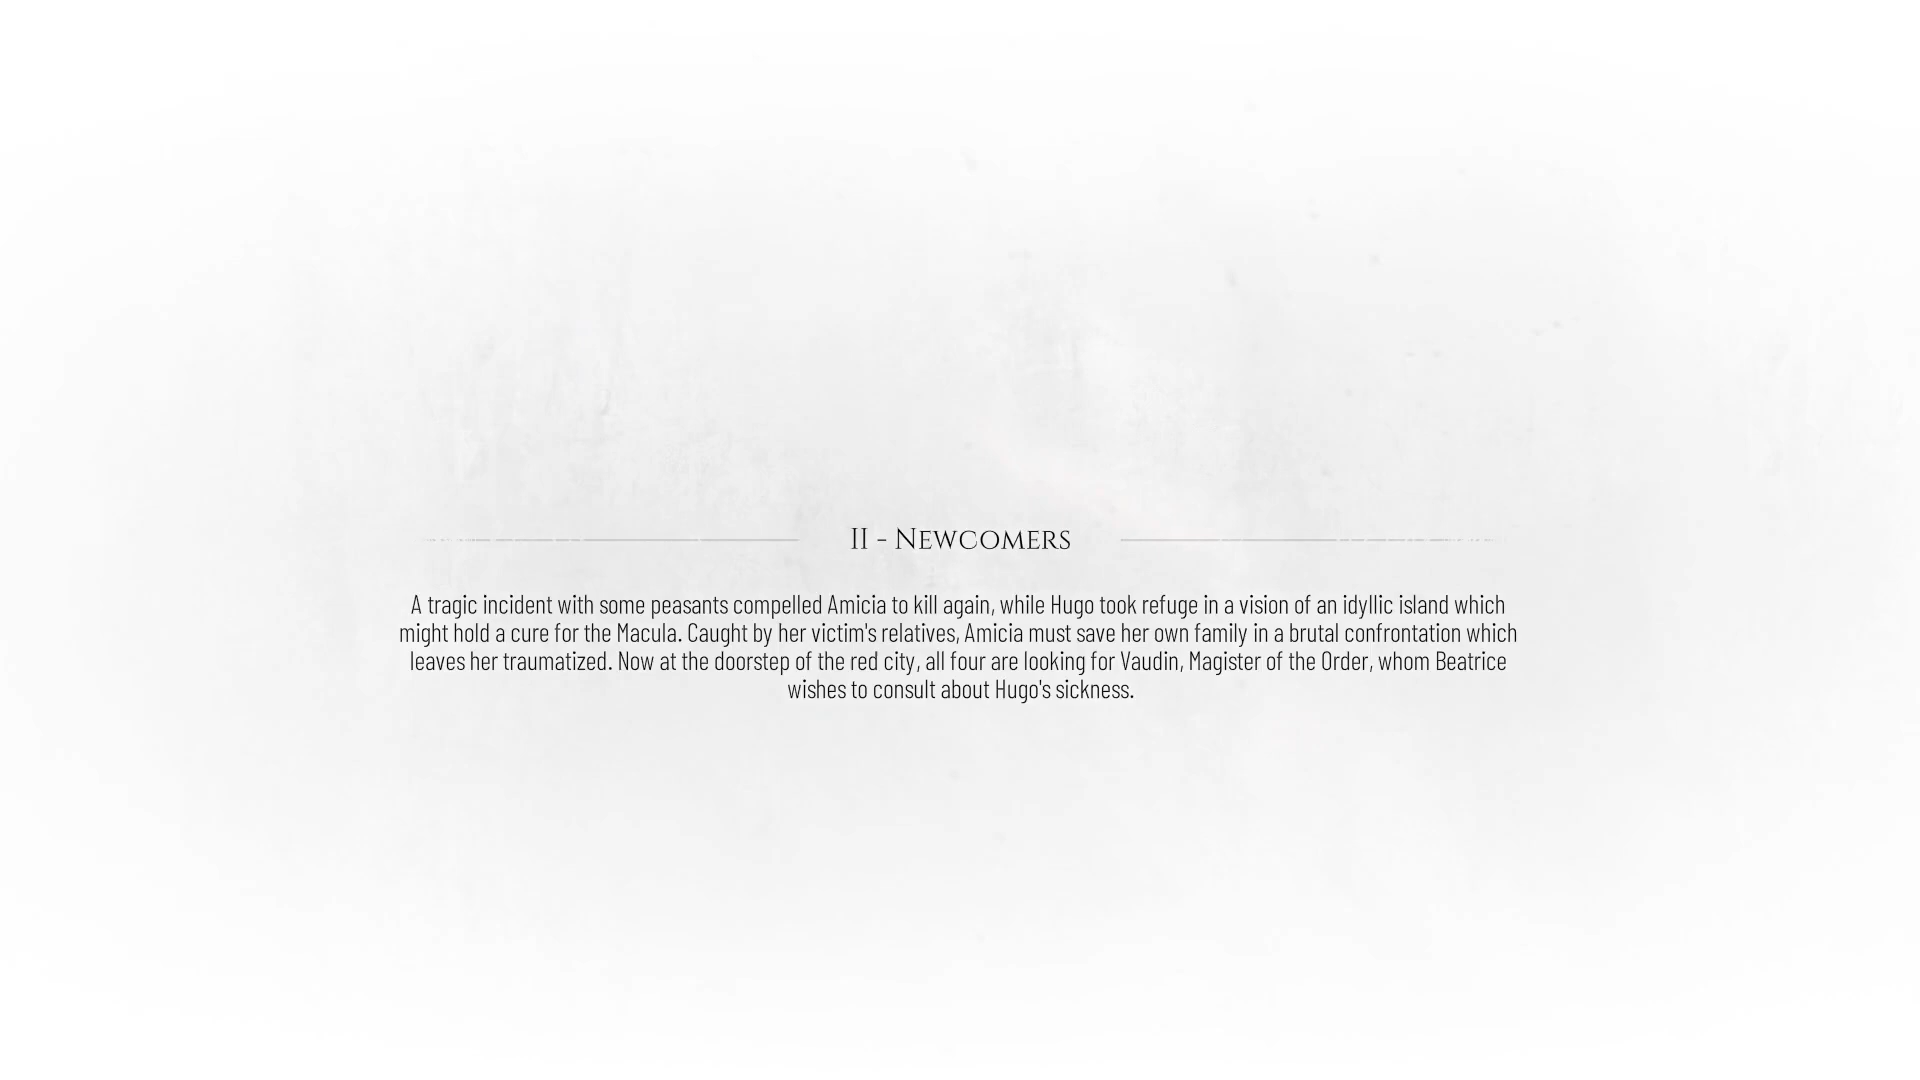 II - Newcomers
A tragic incident with some peasants compelled Amicia to kill again, while Hugo took refuge in a vision of an idyllic island which
might hold a cure for the Macula. Caught by her victim's relatives, Amicia must save her own family in a brutal confrontation which
leaves her traumatized. Now at the doorstep of the red city, all four are looking for Vaudin, Magister of the Order, whom Beatrice
wishes to consult about Hugo's sickness.